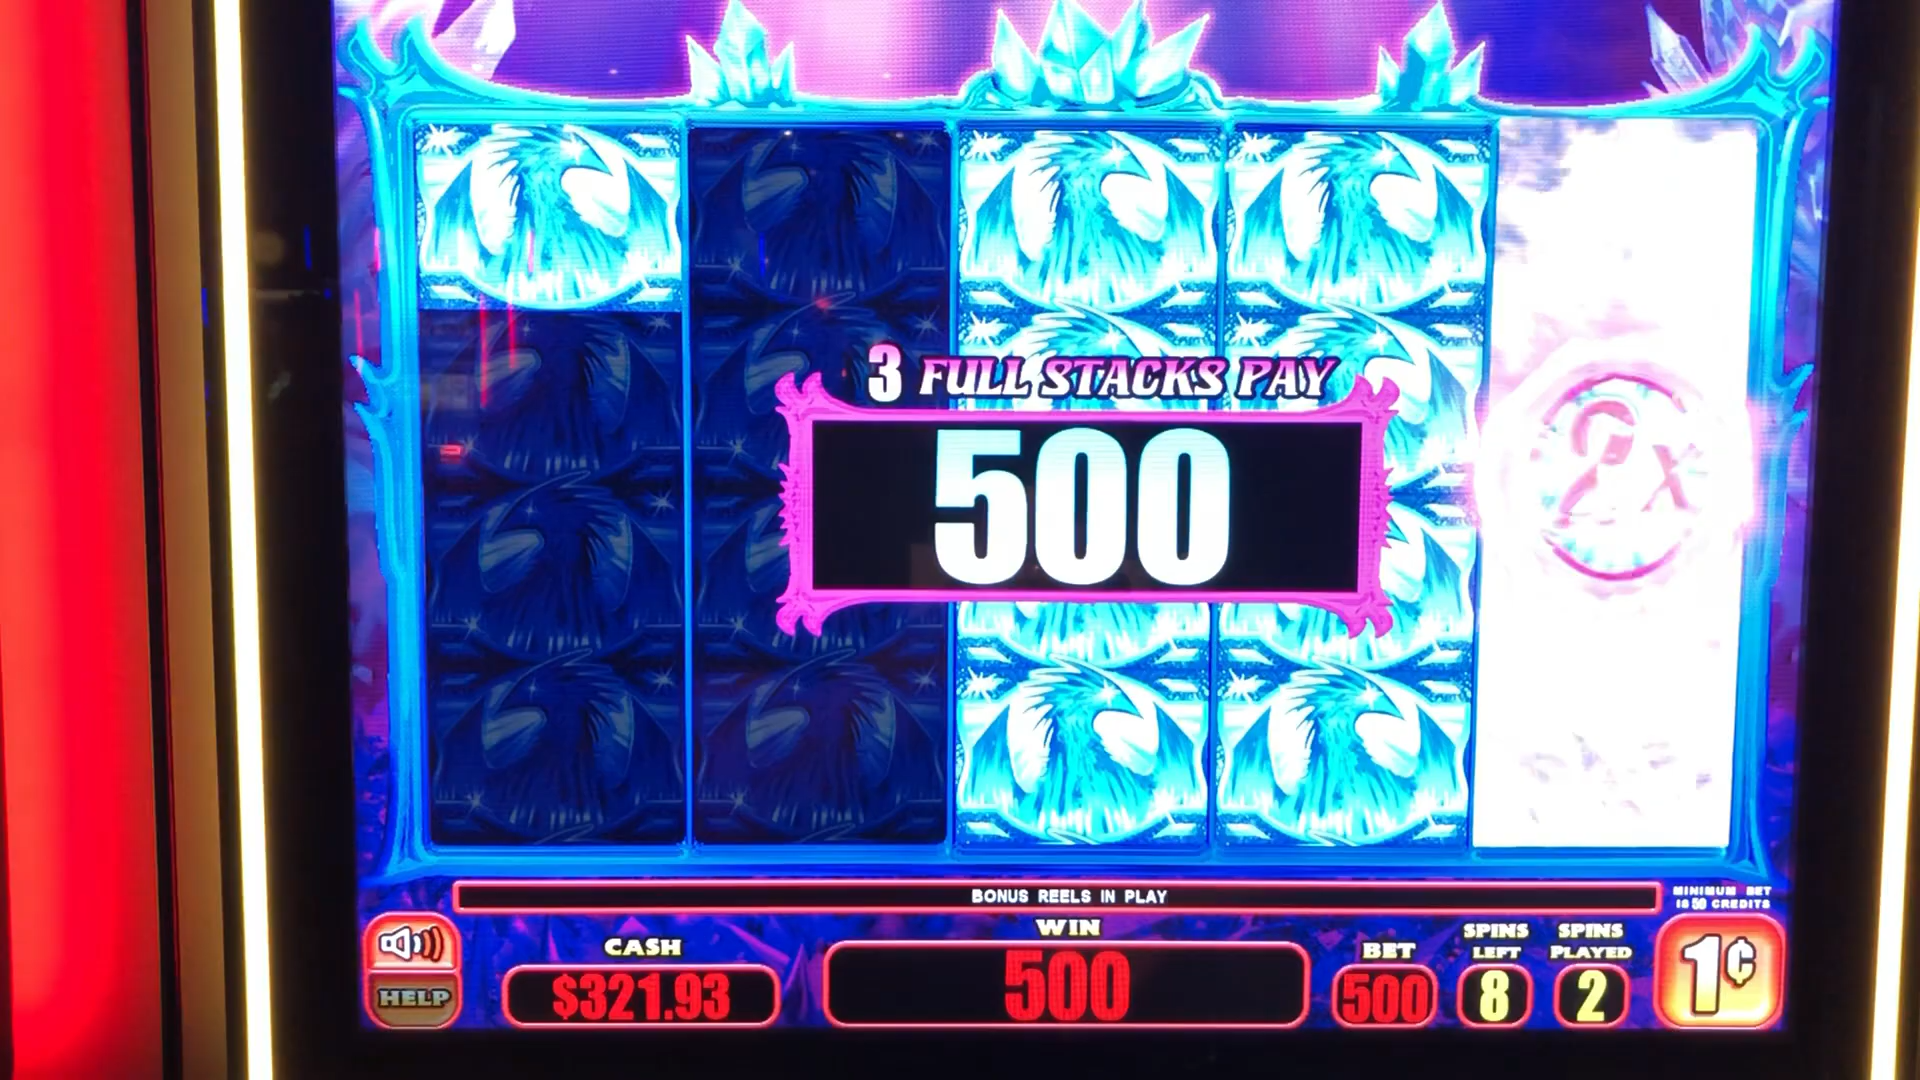 3 FULL STACKS PAY
500
2x
BONUS REELS IN PLAY
MINIMUM BET
IS 50 CREDITS
HELP
CASH
$321.93
WIN
500
BET
500
SPINS
LEFT
8
SPINS
PLAYED
2
1¢